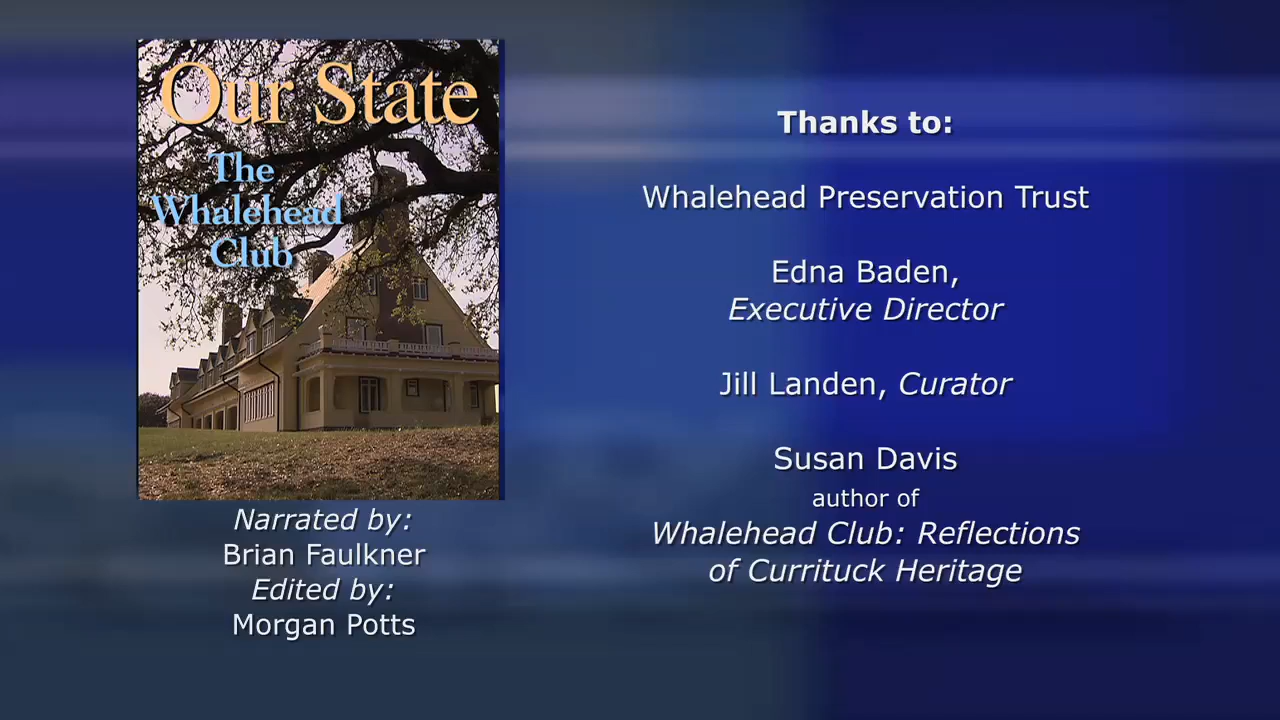 Our State
The
Whalehead
Club
Narrated by:
Brian Faulkner
Edited by:
Morgan Potts
Thanks to:
Whalehead Preservation Trust
Edna Baden,
Executive Director
Jill Landen, Curator
Susan Davis
author of
Whalehead Club: Reflections
of Currituck Heritage